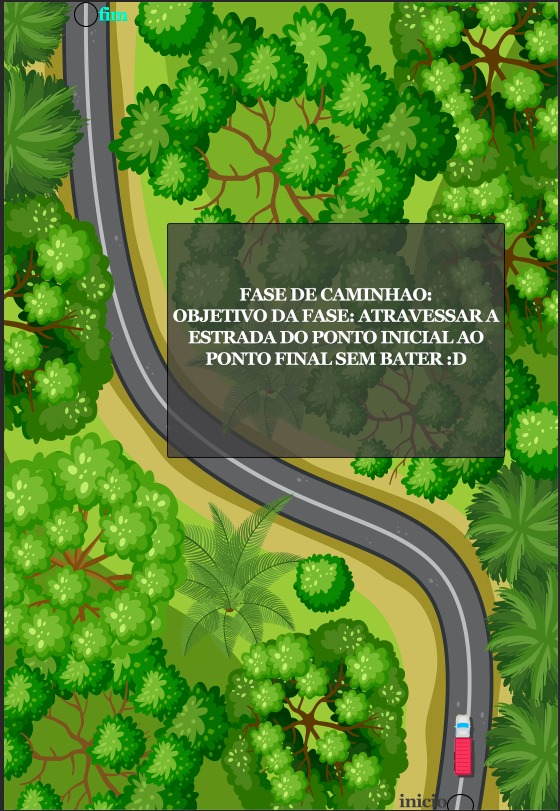 fim
FASE DE CAMINHAO:
OBJETIVO DA FASE: ATRAVESSAR A
ESTRADA DO PONTO INICIAL AO
PONTO FINAL SEM BATER :D
inicio